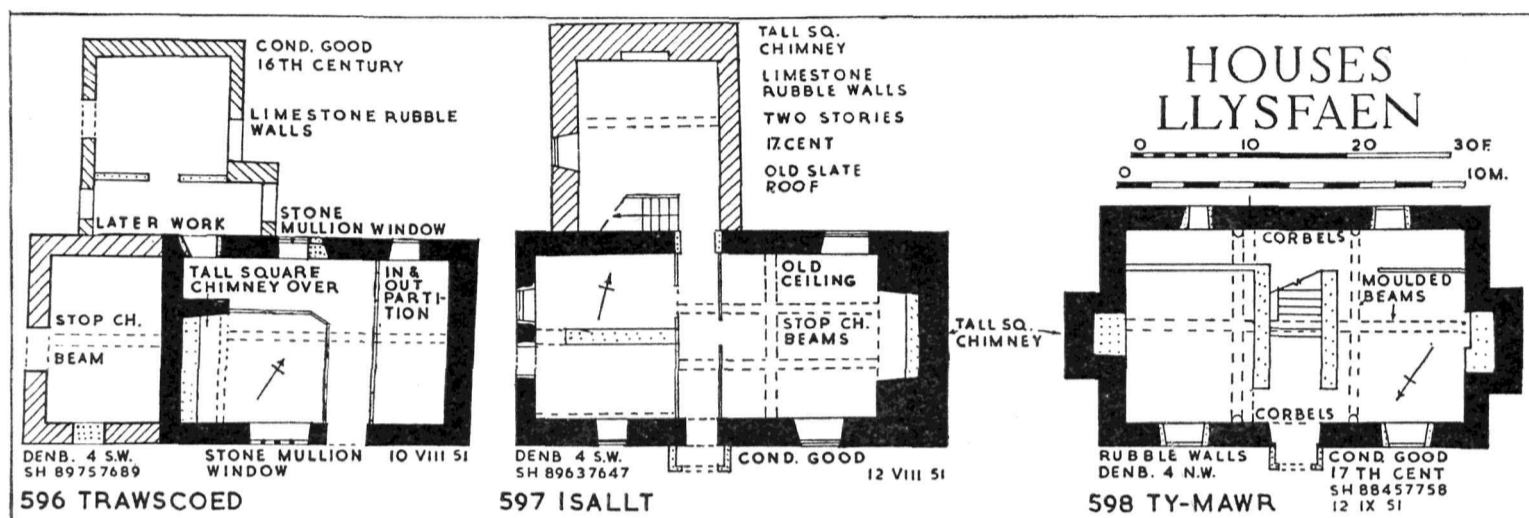 COND. GOOD
16TH CENTURY
LIMESTONE RUBBLE
WALLS
LATER WORK
STONE
MULLION WINDOW
TALL SQUARE
CHIMNEY OVER
IN &
OUT
PARTI-
TION
STOP CH.
BEAM
DENB. 4 S.W.
SH 89757689
STONE MULLION
WINDOW
10 VIII 51
596 TRAWSCOED
TALL SQ.
CHIMNEY
LIMESTONE
RUBBLE WALLS
TWO STORIES
17.CENT
OLD SLATE
ROOF
OLD
CEILING
STOP CH.
BEAMS
TALL SQ.
CHIMNEY
DENB 4 S.W.
SH 89637647
COND. GOOD
12 VIII 51
597 ISALLT
HOUSES
LLYSFAEN
0 10 20 30F.
0 10M.
CORBELS
MOULDED
BEAMS
CORBELS
RUBBLE WALLS
DENB. 4 N.W.
COND. GOOD
17TH CENT
SH 88457758
12 IX 51
598 TY-MAWR